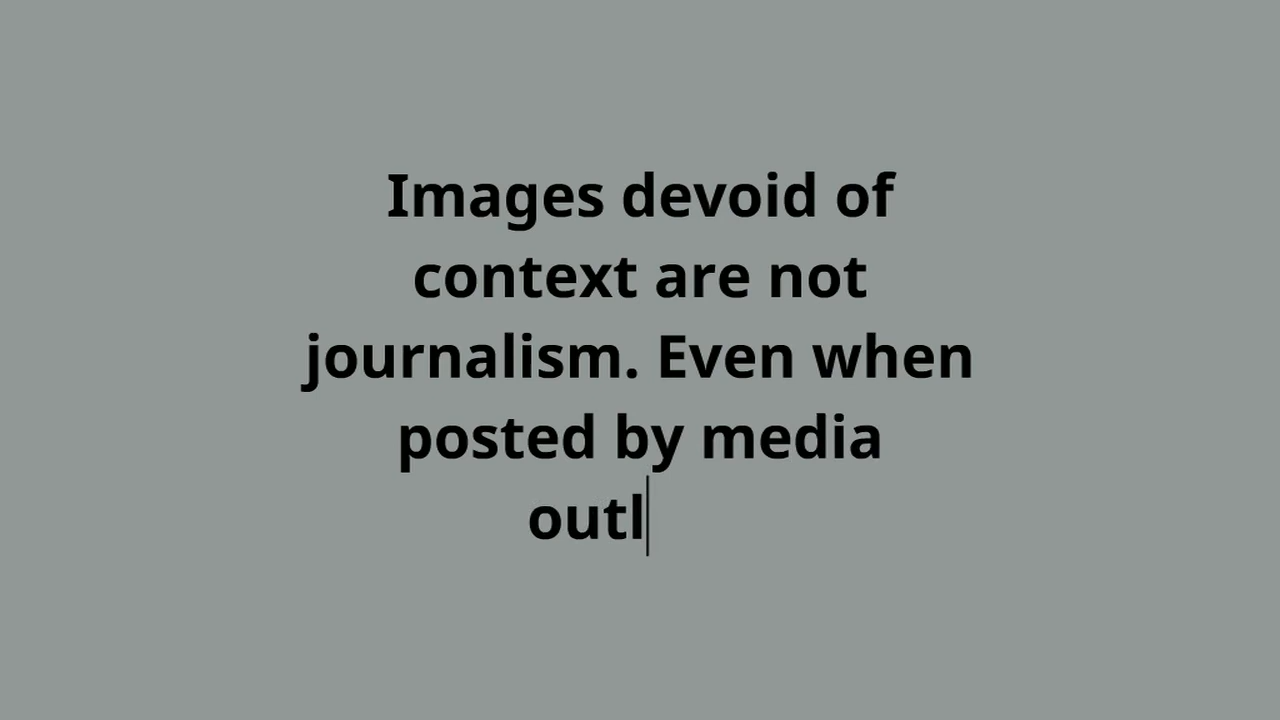 Images devoid of
context are not
journalism. Even when
posted by media
outl